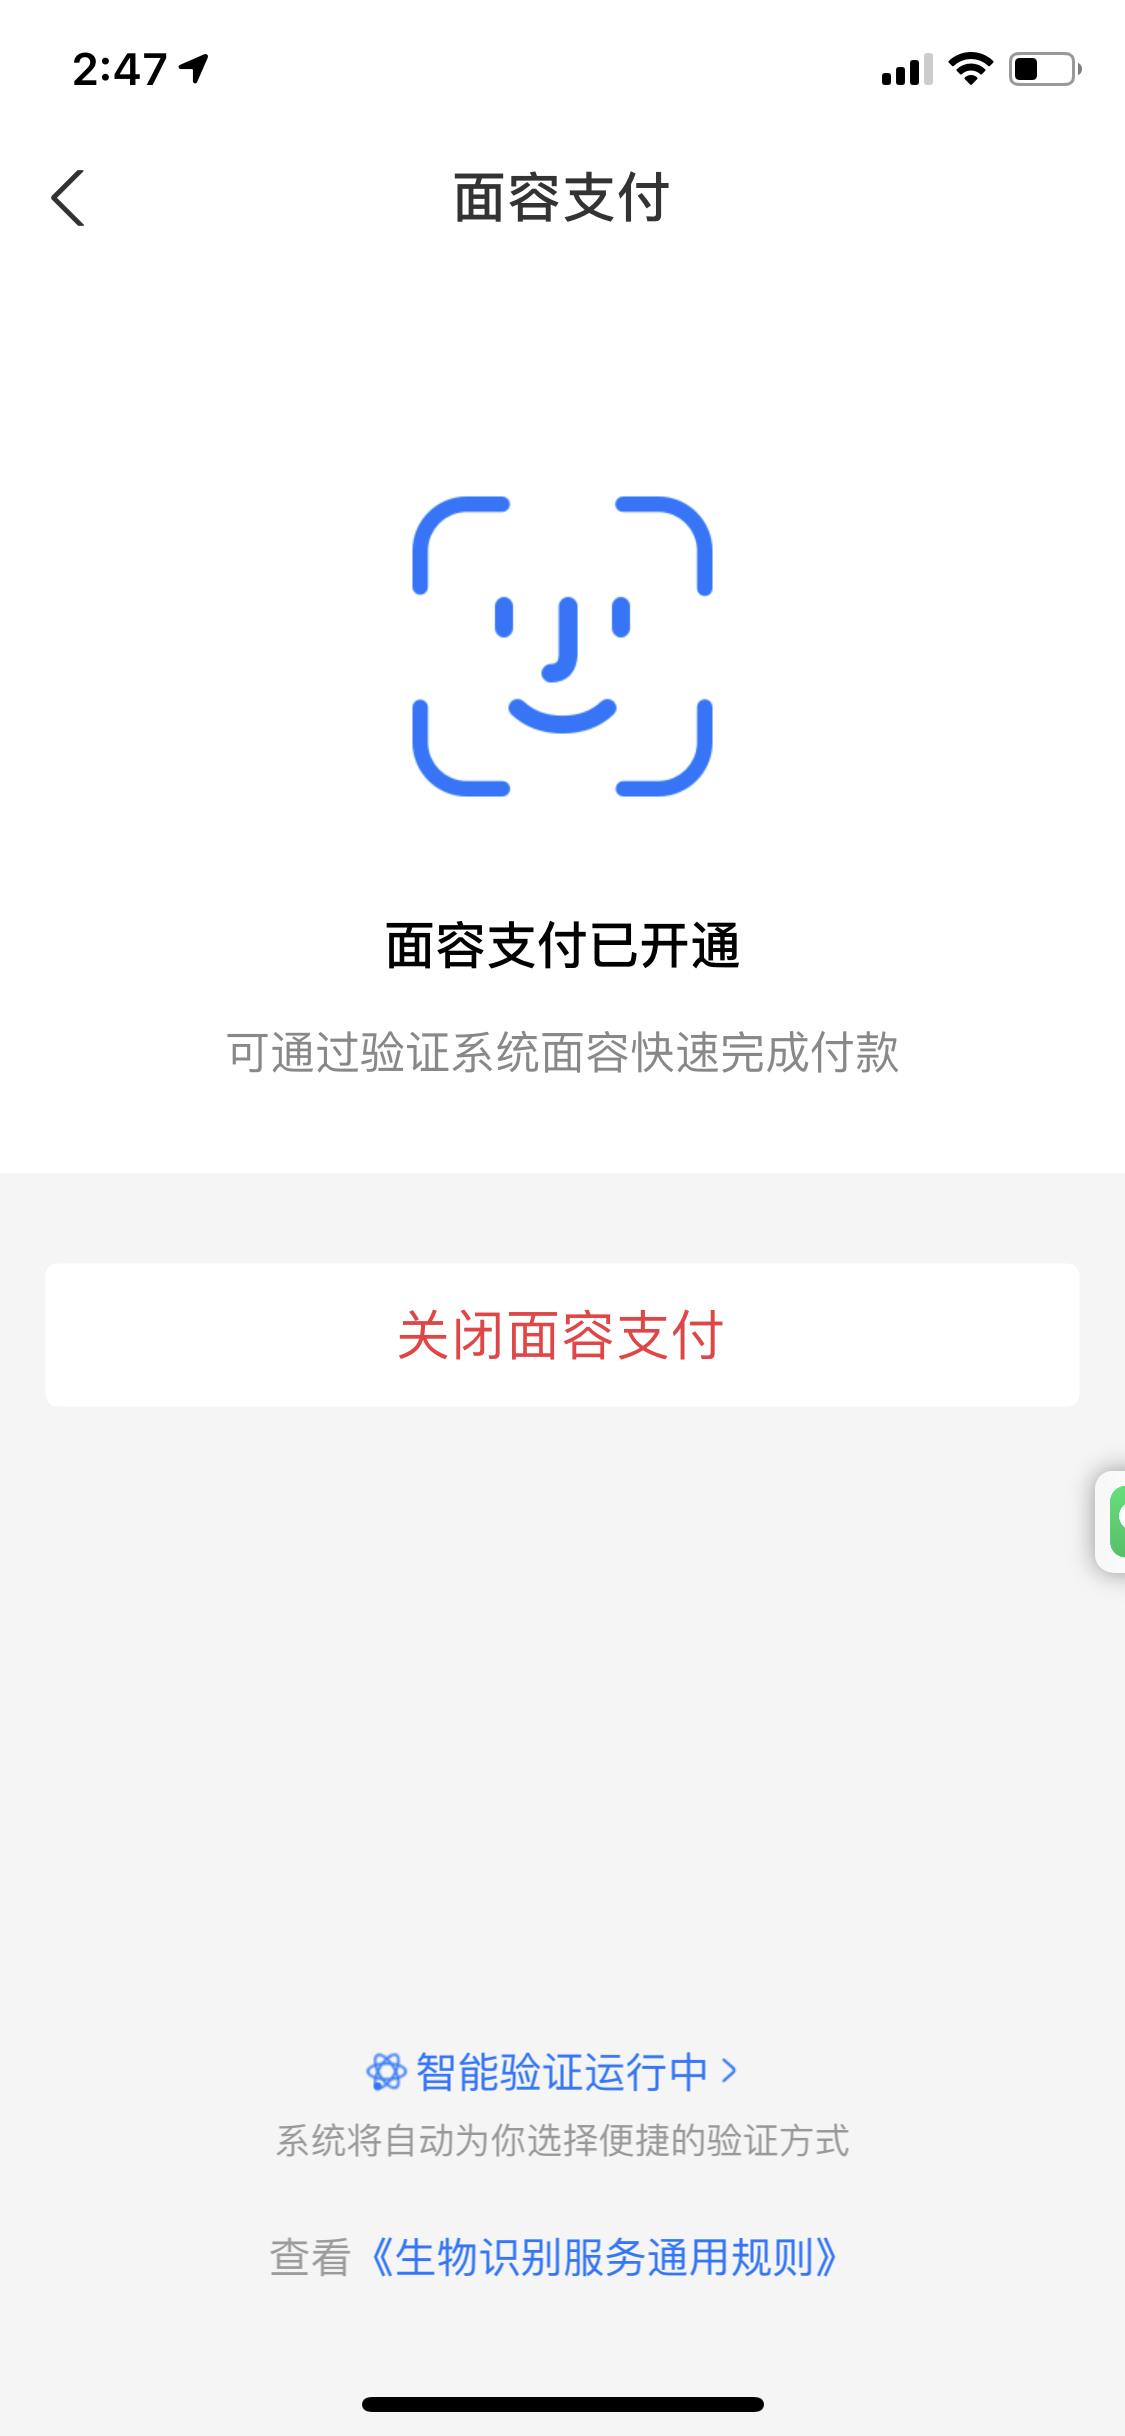 2:47
面容支付
面容支付已开通
可通过验证系统面容快速完成付款
关闭面容支付
智能验证运行中
系统将自动为你选择便捷的验证方式
查看《生物识别服务通用规则》